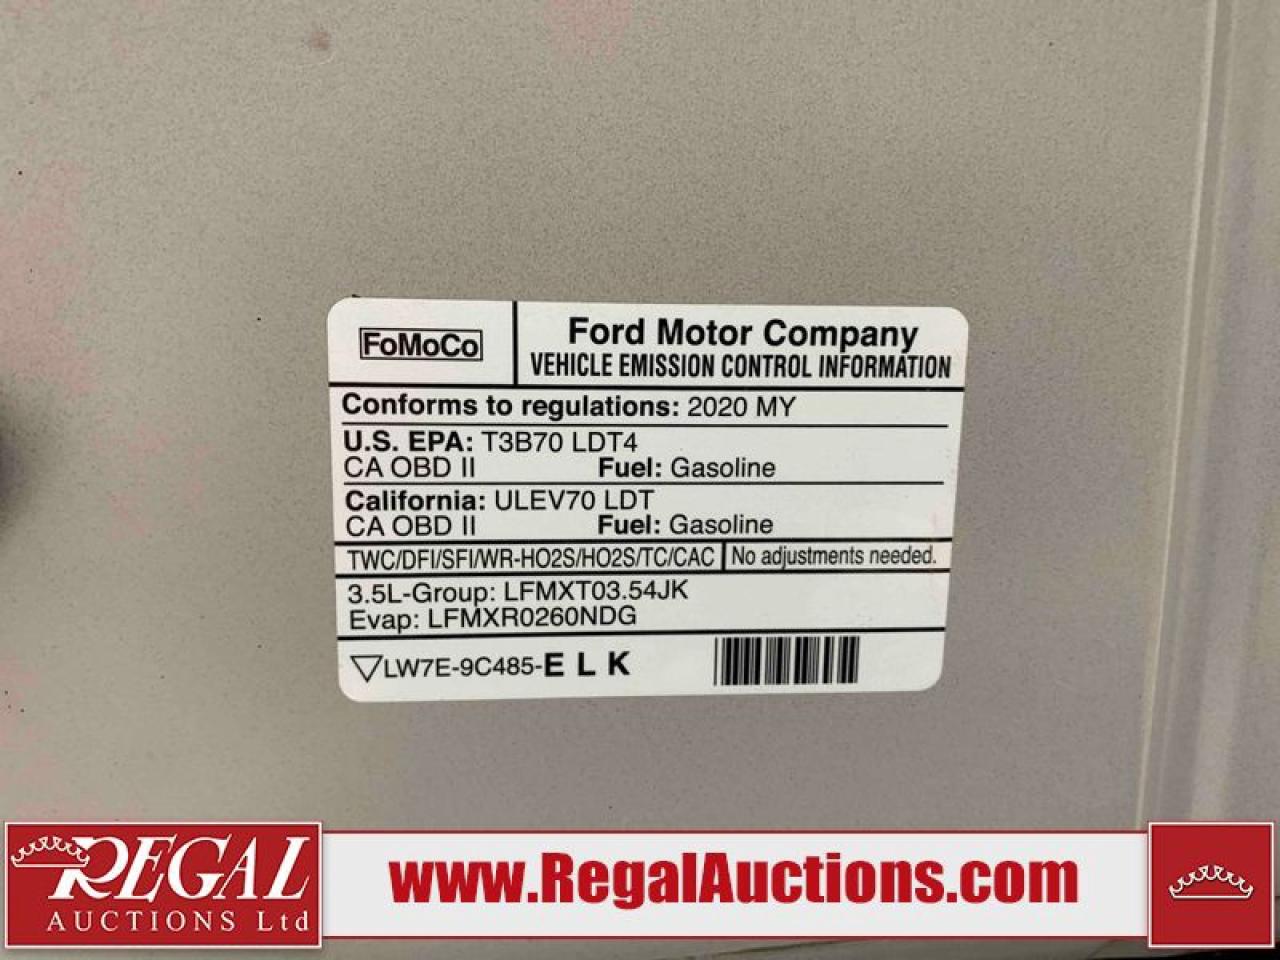 FoMoCo
Ford Motor Company
VEHICLE EMISSION CONTROL INFORMATION
Conforms to regulations: 2020 MY
U.S. EPA: T3B70 LDT4
CA OBD II Fuel: Gasoline
California: ULEV70 LDT
CA OBD II Fuel: Gasoline
TWC/DFI/SFI/WR-HO2S/HO2S/TC/CAC No adjustments needed.
3.5L-Group: LFMXT03.54JK
Evap: LFMXR0260NDG
LW7E-9C485-E L K
REGAL
AUCTIONS Ltd
www.RegalAuctions.com